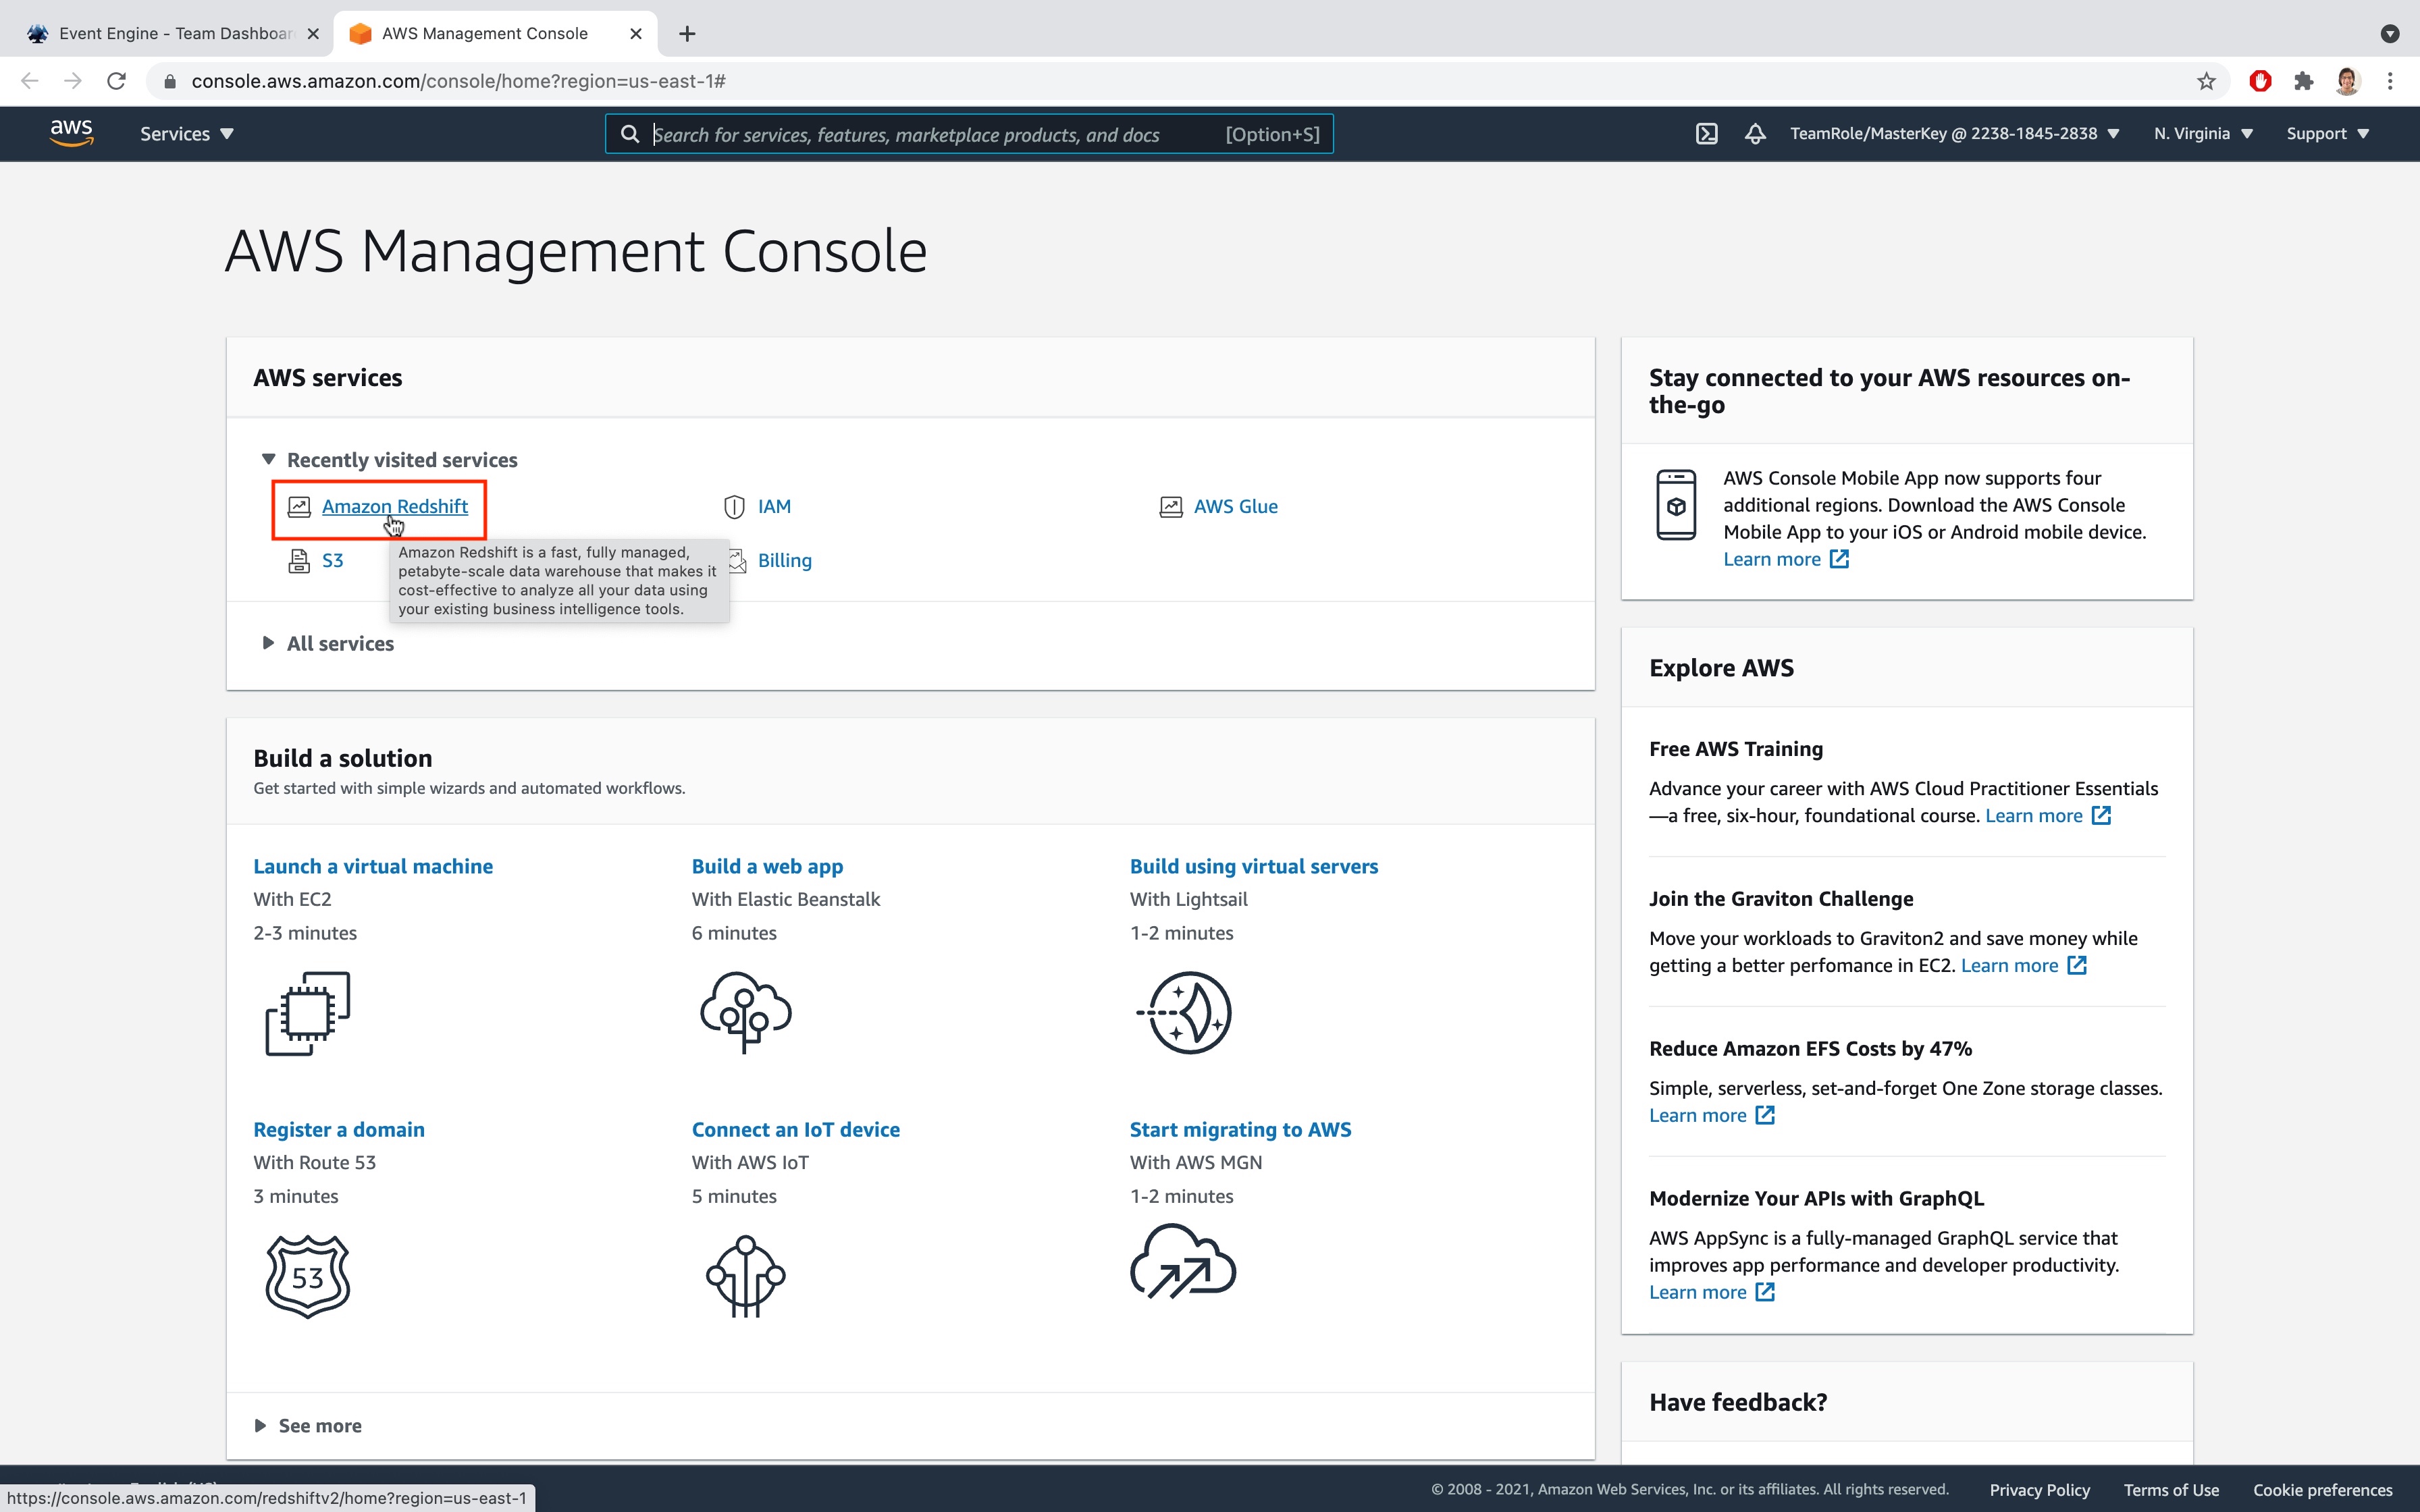 Event Engine - Team Dashboar
AWS Management Console
console.aws.amazon.com/console/home?region=us-east-1#
aws
Services
Search for services, features, marketplace products, and docs
[Option+S]
TeamRole/MasterKey @ 2238-1845-2838
N. Virginia
Support
AWS Management Console
AWS services
Recently visited services
Amazon Redshift
IAM
AWS Glue
S3
Billing
Amazon Redshift is a fast, fully managed,
petabyte-scale data warehouse that makes it
cost-effective to analyze all your data using
your existing business intelligence tools.
All services
Build a solution
Get started with simple wizards and automated workflows.
Launch a virtual machine
With EC2
2-3 minutes
Build a web app
With Elastic Beanstalk
6 minutes
Build using virtual servers
With Lightsail
1-2 minutes
Register a domain
With Route 53
3 minutes
53
Connect an IoT device
With AWS IoT
5 minutes
Start migrating to AWS
With AWS MGN
1-2 minutes
See more
Stay connected to your AWS resources on-
the-go
AWS Console Mobile App now supports four
additional regions. Download the AWS Console
Mobile App to your iOS or Android mobile device.
Learn more
Explore AWS
Free AWS Training
Advance your career with AWS Cloud Practitioner Essentials
—a free, six-hour, foundational course. Learn more
Join the Graviton Challenge
Move your workloads to Graviton2 and save money while
getting a better perfomance in EC2. Learn more
Reduce Amazon EFS Costs by 47%
Simple, serverless, set-and-forget One Zone storage classes.
Learn more
Modernize Your APIs with GraphQL
AWS AppSync is a fully-managed GraphQL service that
improves app performance and developer productivity.
Learn more
Have feedback?
https://console.aws.amazon.com/redshiftv2/home?region=us-east-1
© 2008 - 2021, Amazon Web Services, Inc. or its affiliates. All rights reserved.
Privacy Policy
Terms of Use
Cookie preferences